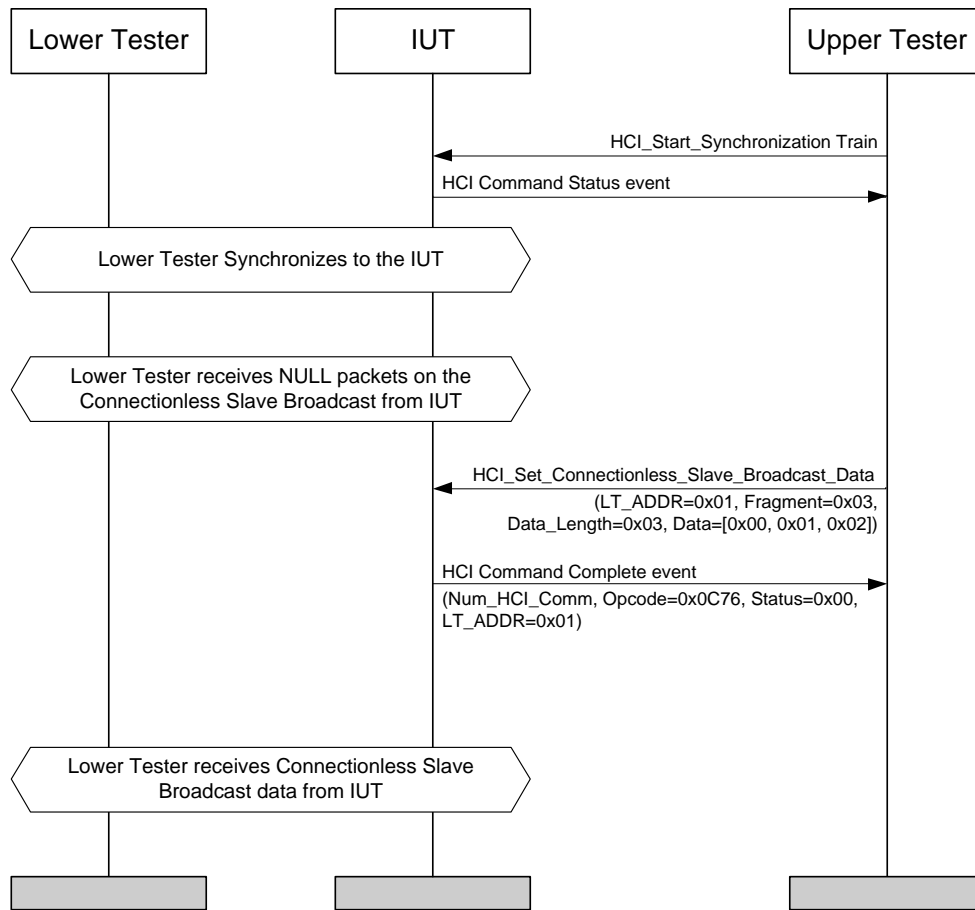 Lower Tester
IUT
Upper Tester
HCI_Start_Synchronization Train
HCI Command Status event
Lower Tester Synchronizes to the IUT
Lower Tester receives NULL packets on the
Connectionless Slave Broadcast from IUT
HCI_Set_Connectionless_Slave_Broadcast_Data
(LT_ADDR=0x01, Fragment=0x03,
Data_Length=0x03, Data=[0x00, 0x01, 0x02])
HCI Command Complete event
(Num_HCI_Comm, Opcode=0x0C76, Status=0x00,
LT_ADDR=0x01)
Lower Tester receives Connectionless Slave
Broadcast data from IUT